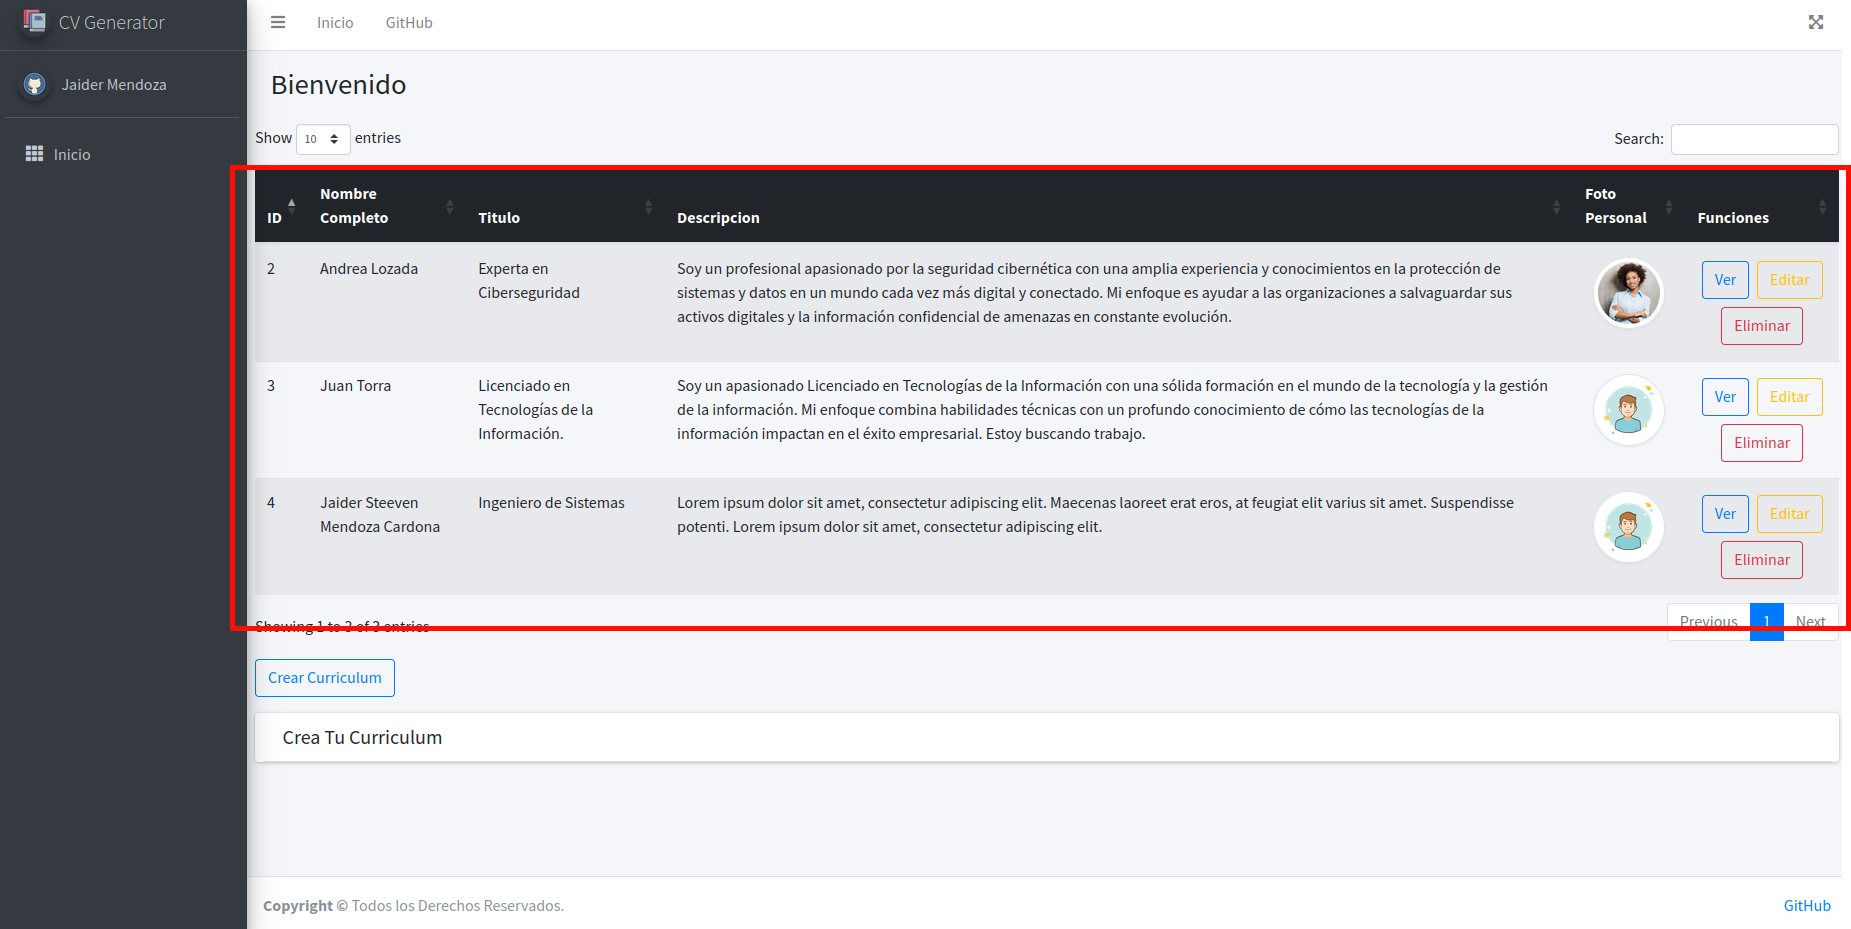 CV Generator
Inicio
GitHub
Jaider Mendoza
Inicio
Bienvenido
Show 10 entries
Search:
ID
Nombre
Completo
Titulo
Descripcion
Foto
Personal
Funciones
2
Andrea Lozada
Experta en
Ciberseguridad
Soy un profesional apasionado por la seguridad cibernética con una amplia experiencia y conocimientos en la protección de
sistemas y datos en un mundo cada vez más digital y conectado. Mi enfoque es ayudar a las organizaciones a salvaguardar sus
activos digitales y la información confidencial de amenazas en constante evolución.
Ver
Editar
Eliminar
3
Juan Torra
Licenciado en
Tecnologías de la
Información.
Soy un apasionado Licenciado en Tecnologías de la Información con una sólida formación en el mundo de la tecnología y la gestión
de la información. Mi enfoque combina habilidades técnicas con un profundo conocimiento de cómo las tecnologías de la
información impactan en el éxito empresarial. Estoy buscando trabajo.
Ver
Editar
Eliminar
4
Jaider Steeven
Mendoza Cardona
Ingeniero de Sistemas
Lorem ipsum dolor sit amet, consectetur adipiscing elit. Maecenas laoreet erat eros, at feugiat elit varius sit amet. Suspendisse
potenti. Lorem ipsum dolor sit amet, consectetur adipiscing elit.
Ver
Editar
Eliminar
Showing 1 to 3 of 3 entries
Previous
1
Next
Crear Curriculum
Crea Tu Curriculum
Copyright © Todos los Derechos Reservados.
GitHub